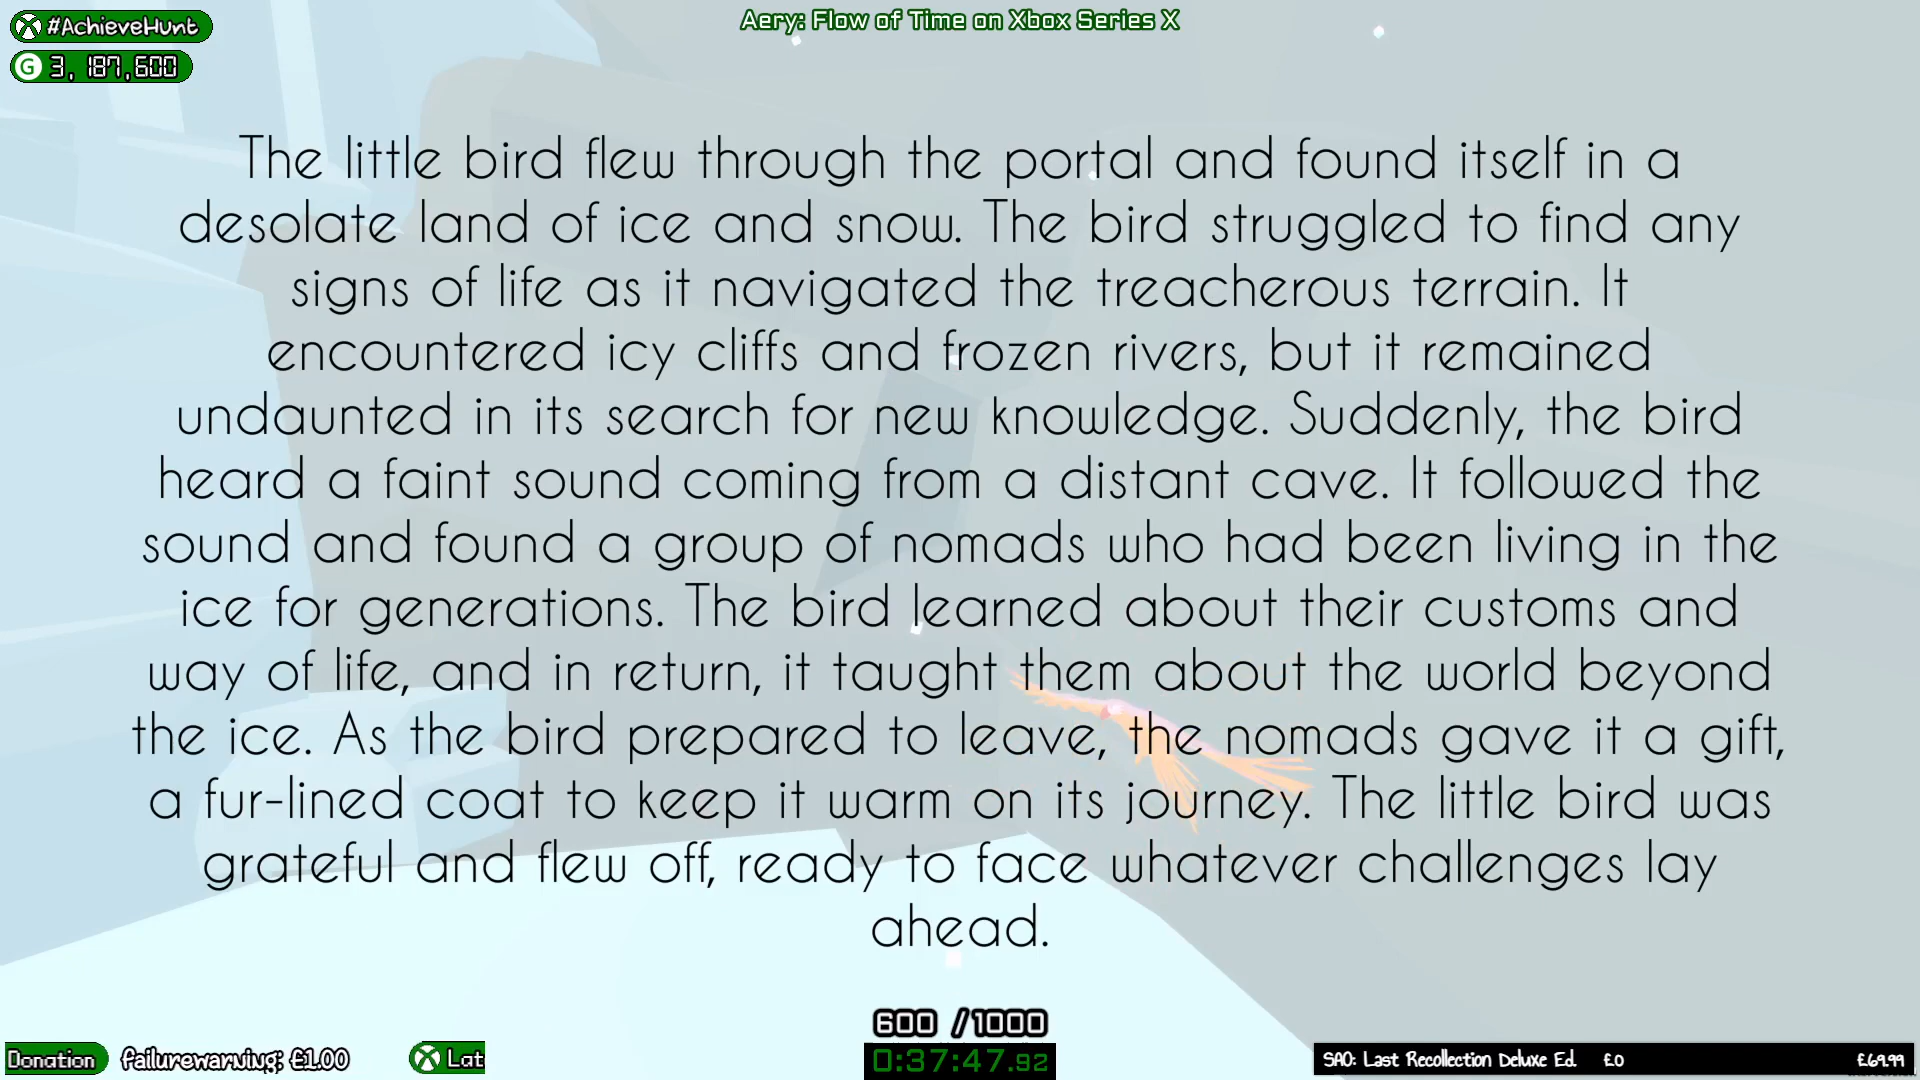 #AchieveHunt
Aery: Flow of Time on Xbox Series X
G 3,187,600
The little bird flew through the portal and found itself in a
desolate land of ice and snow. The bird struggled to find any
signs of life as it navigated the treacherous terrain. It
encountered icy cliffs and frozen rivers, but it remained
undaunted in its search for new knowledge. Suddenly, the bird
heard a faint sound coming from a distant cave. It followed the
sound and found a group of nomads who had been living in the
ice for generations. The bird learned about their customs and
way of life, and in return, it taught them about the world beyond
the ice. As the bird prepared to leave, the nomads gave it a gift,
a fur-lined coat to keep it warm on its journey. The little bird was
grateful and flew off, ready to face whatever challenges lay
ahead.
600 /1000
0:37:47.92
Donation failurewarning: £1.00
Lat
SAO: Last Recollection Deluxe Ed. £0 £69.99